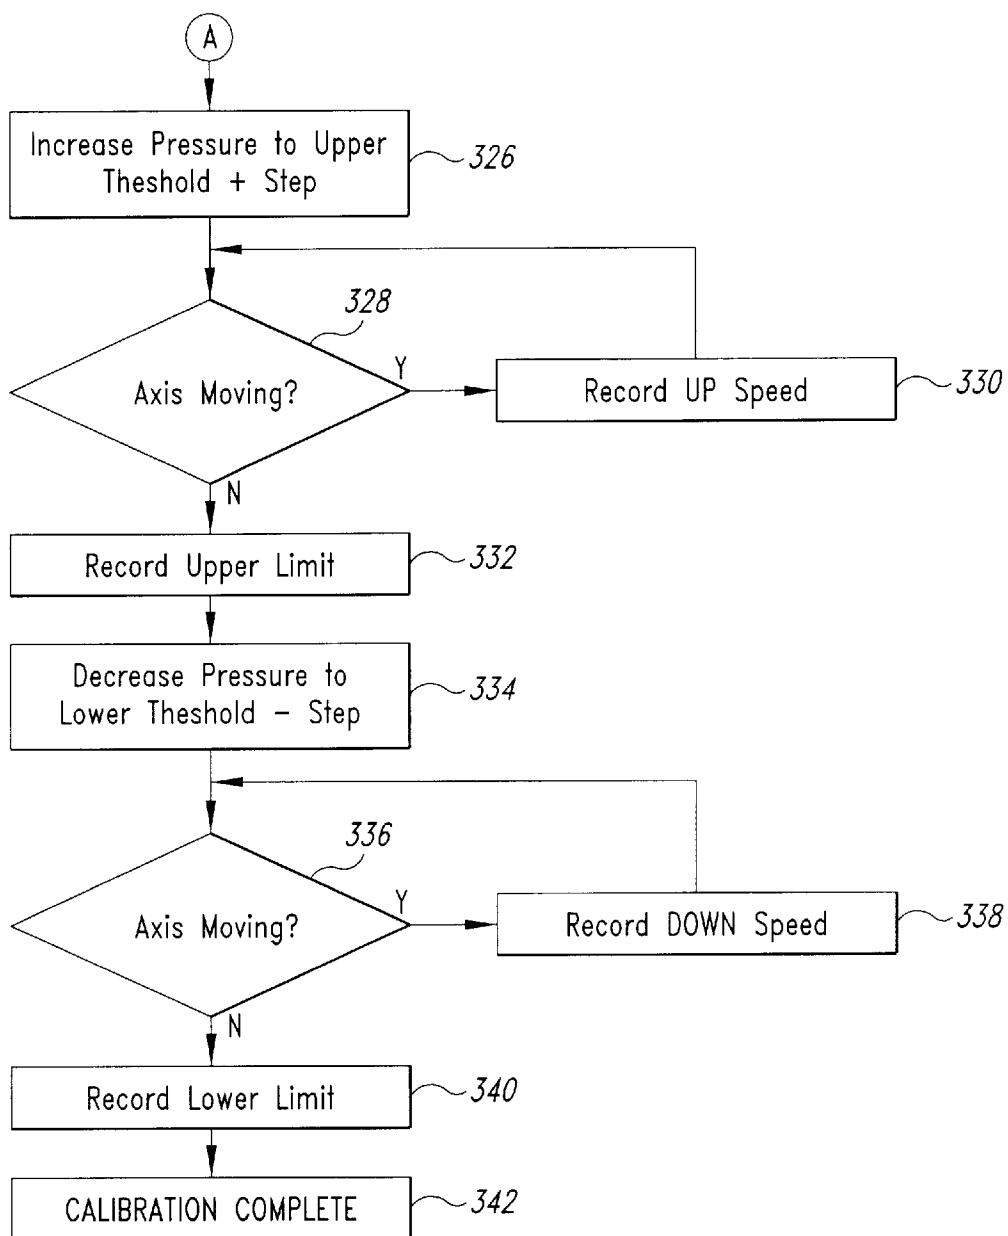 A
Increase Pressure to Upper
Theshold + Step
326
328
Axis Moving?
Y
Record UP Speed
330
N
Record Upper Limit
332
Decrease Pressure to
Lower Theshold – Step
334
336
Axis Moving?
Y
Record DOWN Speed
338
N
Record Lower Limit
340
CALIBRATION COMPLETE
342